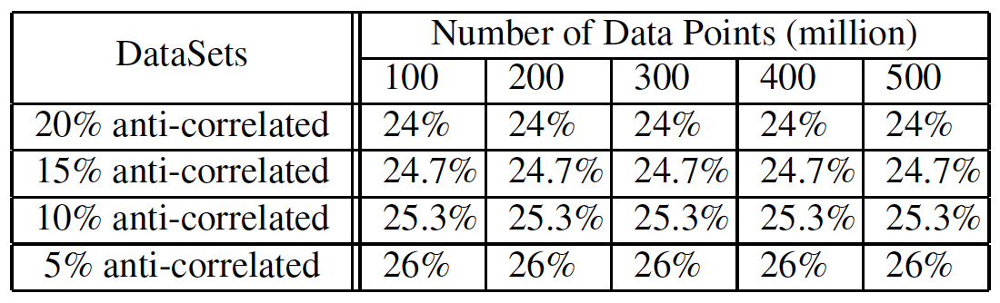 DataSets
Number of Data Points (million)
100 200 300 400 500
20% anti-correlated 24% 24% 24% 24% 24%
15% anti-correlated 24.7% 24.7% 24.7% 24.7% 24.7%
10% anti-correlated 25.3% 25.3% 25.3% 25.3% 25.3%
5% anti-correlated 26% 26% 26% 26% 26%